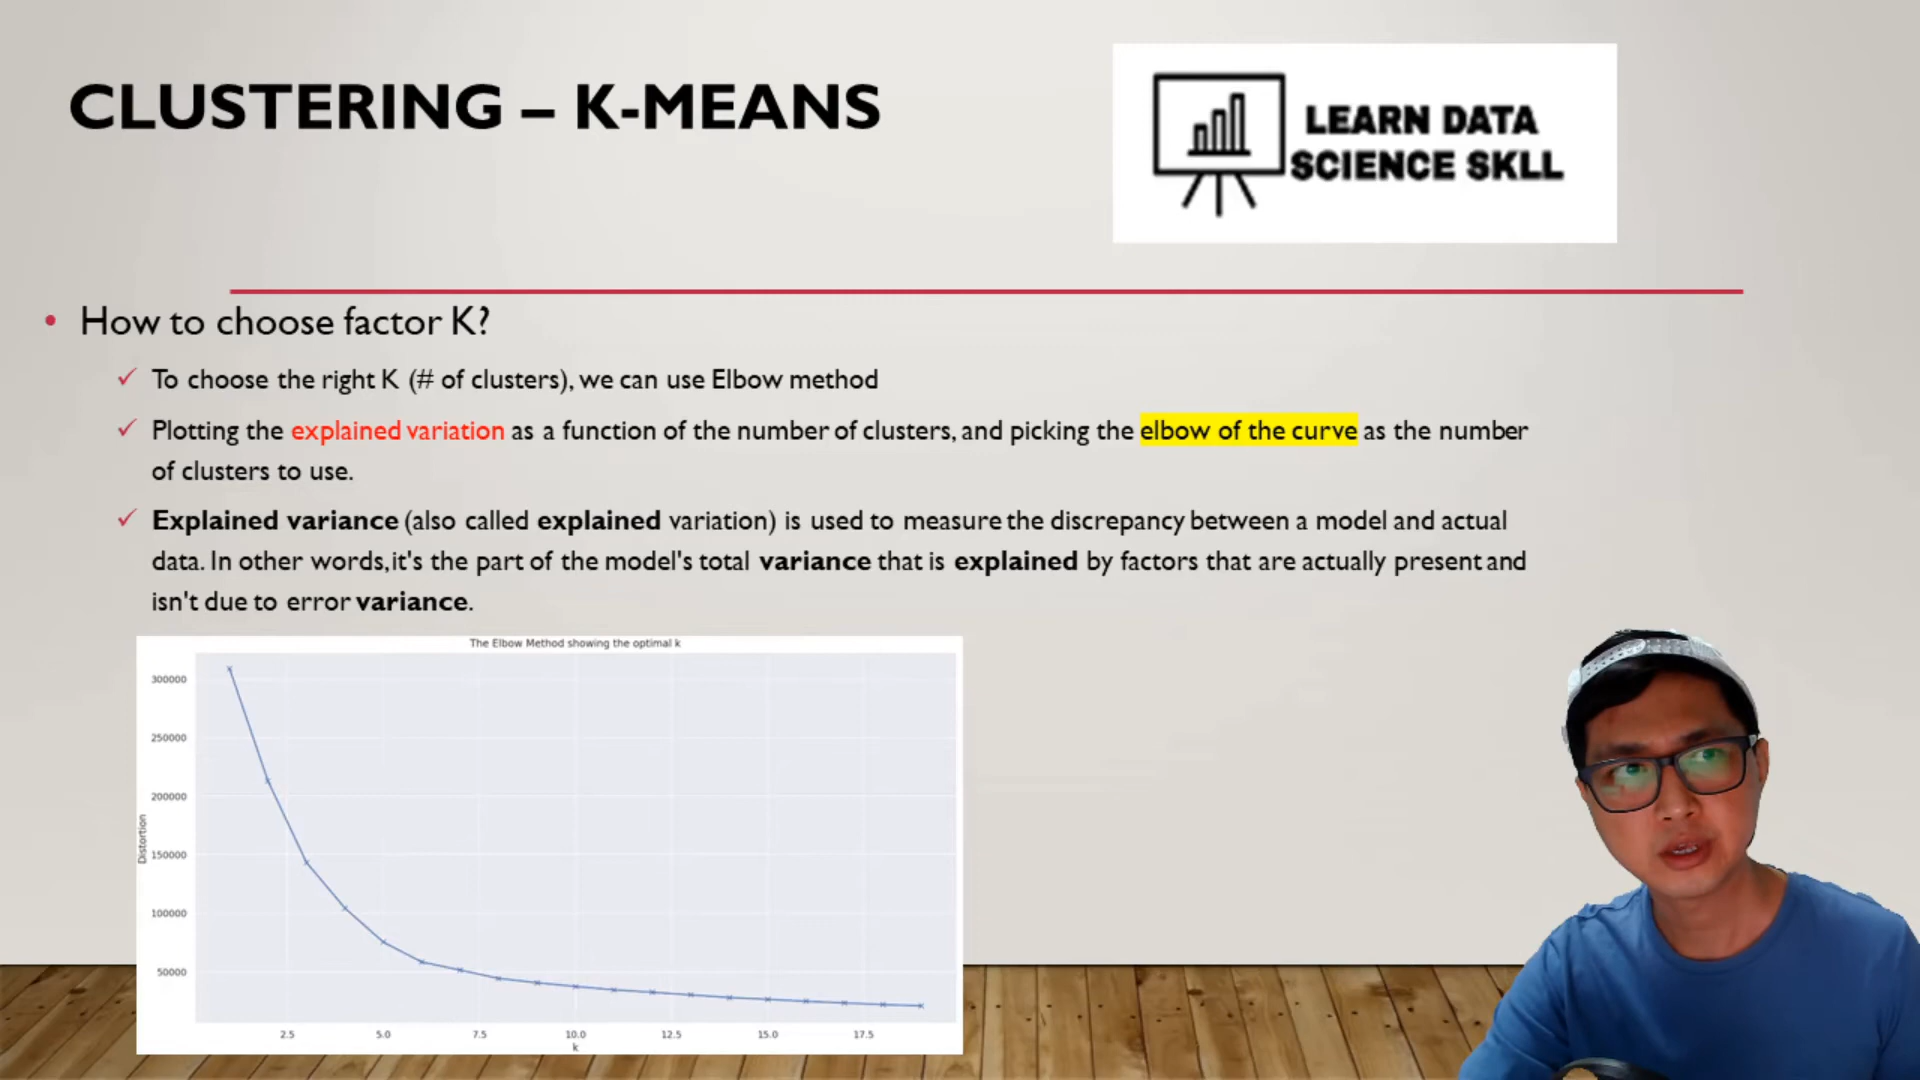 CLUSTERING – K-MEANS
LEARN DATA
SCIENCE SKLL
• How to choose factor K?
✓ To choose the right K (# of clusters), we can use Elbow method
✓ Plotting the explained variation as a function of the number of clusters, and picking the elbow of the curve as the number
of clusters to use.
✓ Explained variance (also called explained variation) is used to measure the discrepancy between a model and actual
data. In other words, it's the part of the model's total variance that is explained by factors that are actually present and
isn't due to error variance.
The Elbow Method showing the optimal k
300000
250000
200000
150000
100000
50000
Distortion
2.5 5.0 7.5 10.0 12.5 15.0 17.5
k